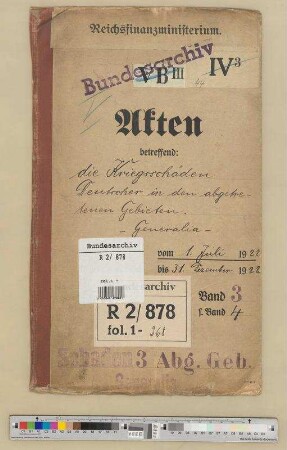 Reichsfinanzministerium.
Bundesarchiv
V B III
IV³
Akten
betreffend:
die Kriegsschäden
Deutscher in den abgetre-
tenen Gebieten.
- Generalia -
Bundesarchiv
R 2/ 878
vom 1. Juli 1922
bis 31. Dezember 1922
R 2/878
fol. 1-
Band 3
f. Band 4
Schaden 3 Abg. Geb.
Generalia